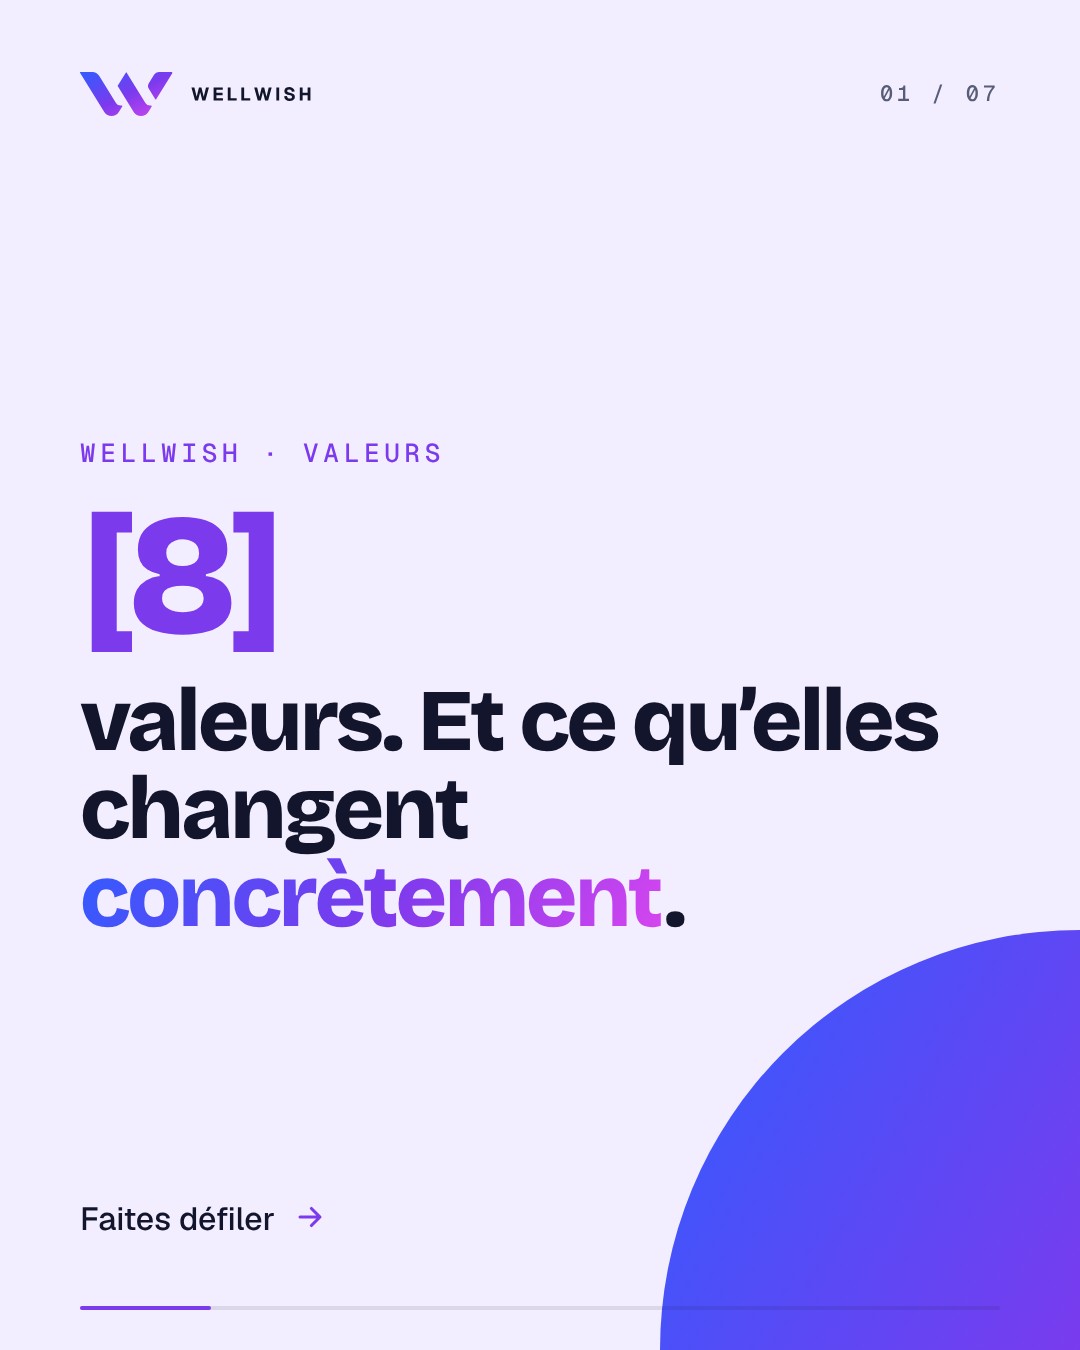 WELLWISH
01 / 07
WELLWISH · VALEURS
[8]
valeurs. Et ce qu’elles
changent
concrètement.
Faites défiler →